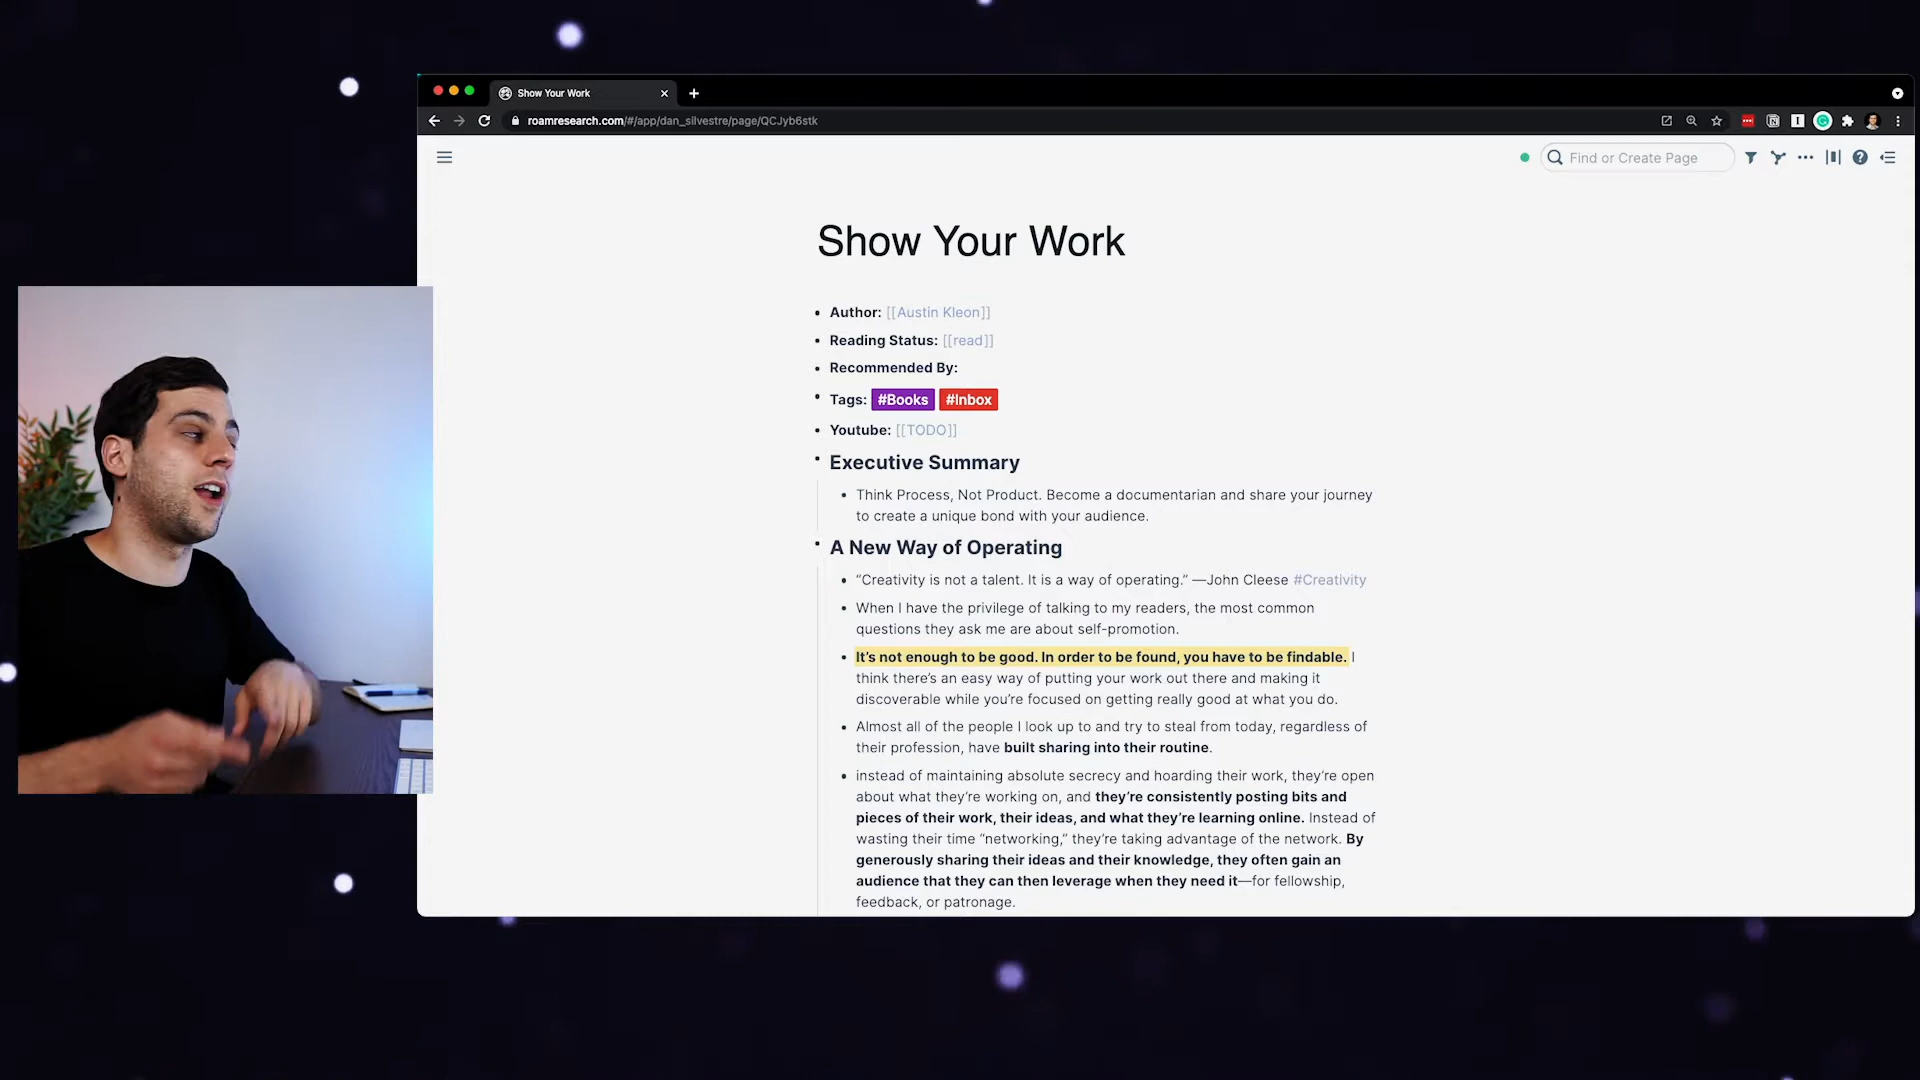 Show Your Work
roamresearch.com/#/app/dan_silvestre/page/QCJyb6stk
Find or Create Page
Show Your Work
Author: [[Austin Kleon]]
Reading Status: [[read]]
Recommended By:
Tags: #Books #Inbox
Youtube: [[TODO]]
Executive Summary
Think Process, Not Product. Become a documentarian and share your journey
to create a unique bond with your audience.
A New Way of Operating
“Creativity is not a talent. It is a way of operating.” —John Cleese #Creativity
When I have the privilege of talking to my readers, the most common
questions they ask me are about self-promotion.
It’s not enough to be good. In order to be found, you have to be findable. I
think there’s an easy way of putting your work out there and making it
discoverable while you’re focused on getting really good at what you do.
Almost all of the people I look up to and try to steal from today, regardless of
their profession, have built sharing into their routine.
instead of maintaining absolute secrecy and hoarding their work, they’re open
about what they’re working on, and they’re consistently posting bits and
pieces of their work, their ideas, and what they’re learning online. Instead of
wasting their time “networking,” they’re taking advantage of the network. By
generously sharing their ideas and their knowledge, they often gain an
audience that they can then leverage when they need it—for fellowship,
feedback, or patronage.